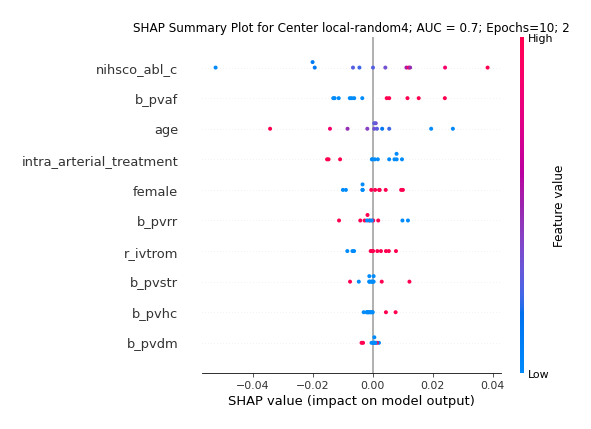 SHAP Summary Plot for Center local-random4; AUC = 0.7; Epochs=10; 2
High
nihsco_abl_c
b_pvaf
age
intra_arterial_treatment
female
b_pvrr
r_ivtrom
b_pvstr
b_pvhc
b_pvdm
Feature value
Low
−0.04 −0.02 0.00 0.02 0.04
SHAP value (impact on model output)